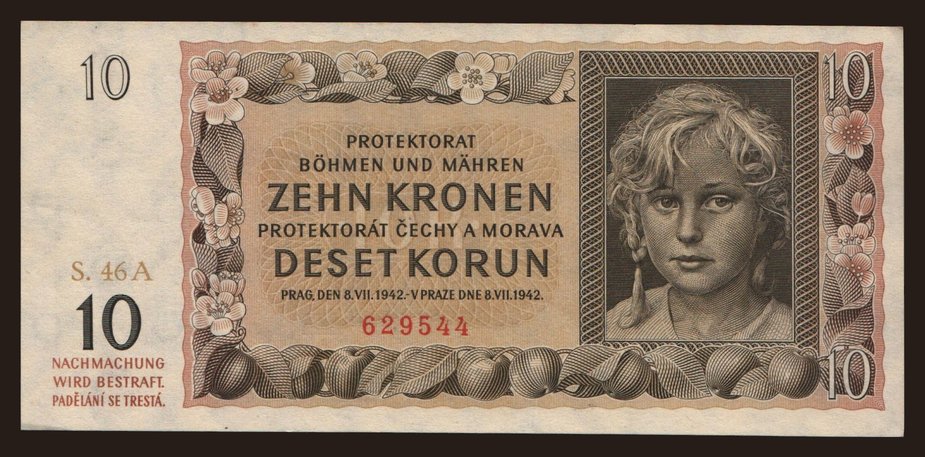 10
10
PROTEKTORAT
BÖHMEN UND MÄHREN
ZEHN KRONEN
PROTEKTORÁT ČECHY A MORAVA
DESET KORUN
PRAG, DEN 8.VII.1942.-V PRAZE DNE 8.VII.1942.
629544
S. 46 A
10
NACHMACHUNG
WIRD BESTRAFT.
PADĚLÁNÍ SE TRESTÁ.
10